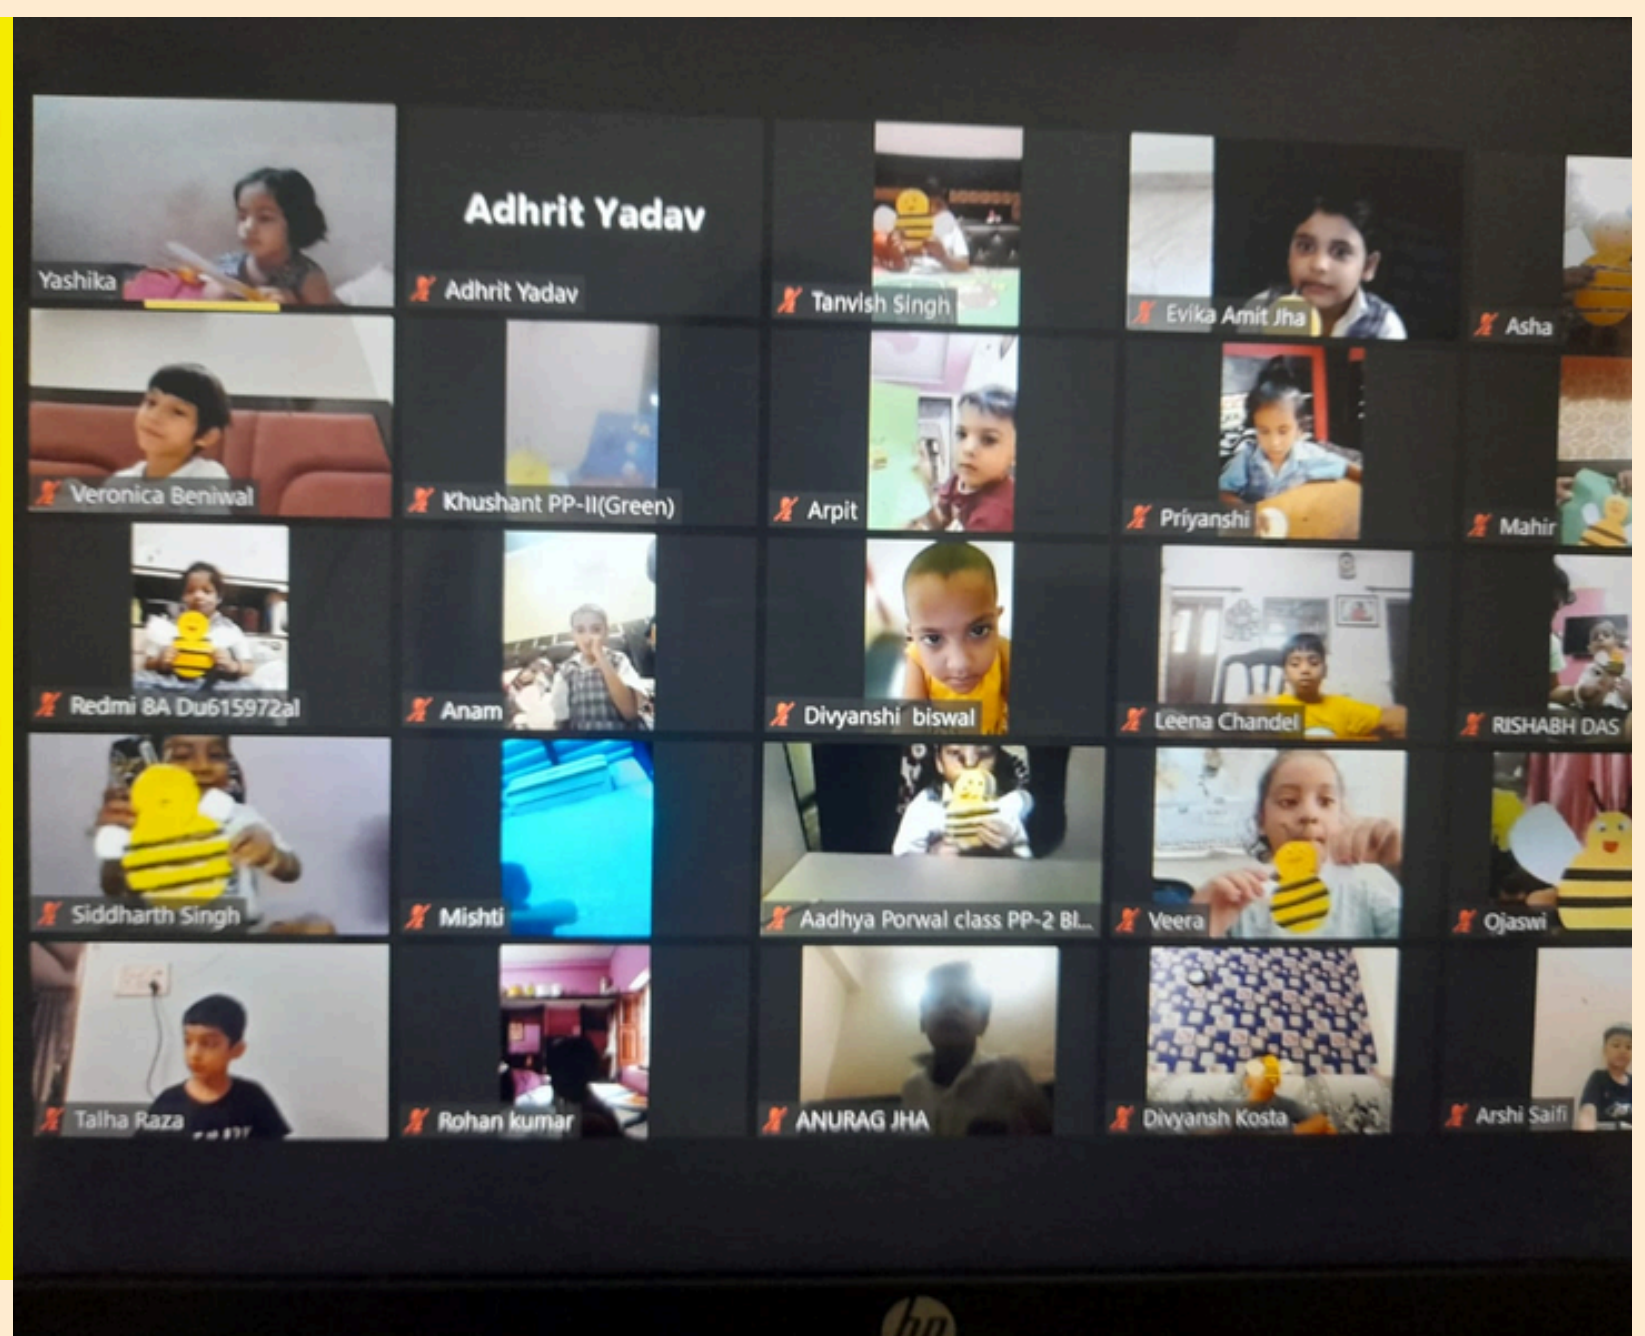 Yashika
Adhrit Yadav
Adhrit Yadav
Tanvish Singh
Evika Amit Jha
Asha
Veronica Beniwal
Khushant PP-II(Green)
Arpit
Priyanshi
Mahir
Redmi 8A Du615972al
Anam
Divyanshi biswal
Leena Chandel
RISHABH DAS
Siddharth Singh
Mishti
Aadhya Porwal class PP-2 Bl...
Veera
Ojaswi
Talha Raza
Rohan kumar
ANURAG JHA
Divyansh Kosta
Arshi Saifi
hp